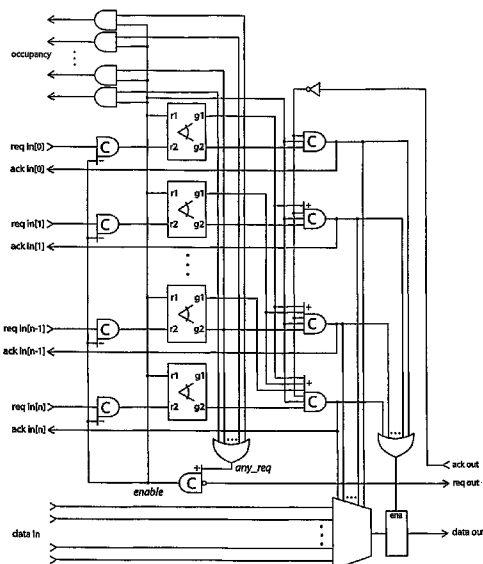 occupancy
r1 g1
r2 g2
req in[0]
C
C
ack in[0]
+
r1 g1
r2 g2
req in[1]
C
C
ack in[1]
+
r1 g1
r2 g2
req in[n-1]
C
C
ack in[n-1]
+
r1 g1
r2 g2
req in[n]
C
C
ack in[n]
any_req
ack out
+
C
req out
enable
ena
data in
data out